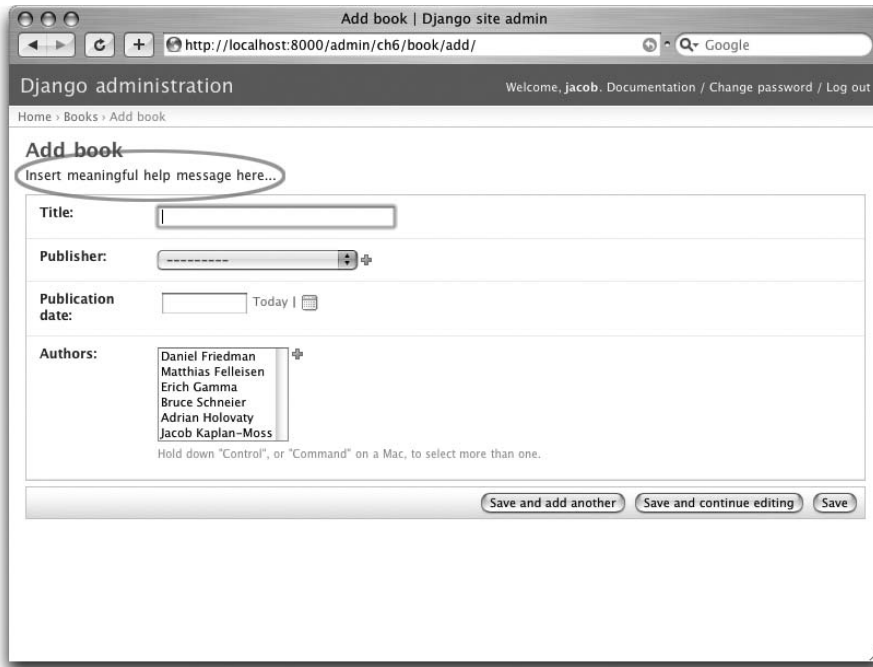 Add book | Django site admin
http://localhost:8000/admin/ch6/book/add/
Google
Django administration
Welcome, jacob. Documentation / Change password / Log out
Home › Books › Add book
Add book
Insert meaningful help message here...
Title:
Publisher:
---------
Publication
date:
Today |
Authors:
Daniel Friedman
Matthias Felleisen
Erich Gamma
Bruce Schneier
Adrian Holovaty
Jacob Kaplan-Moss
Hold down "Control", or "Command" on a Mac, to select more than one.
Save and add another
Save and continue editing
Save